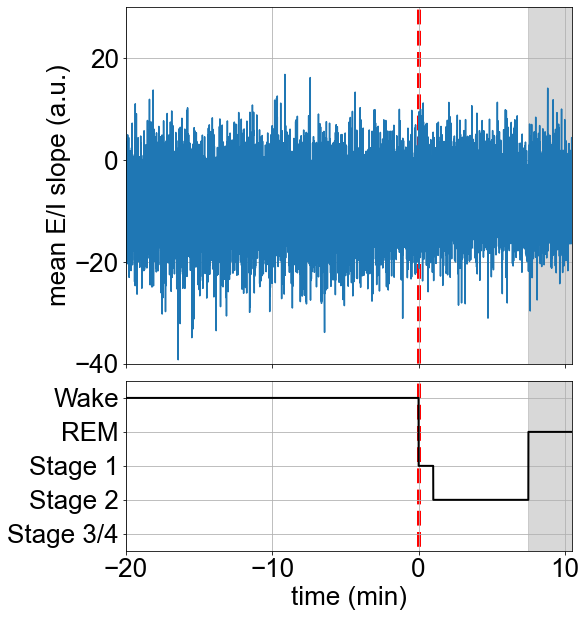 mean E/I slope (a.u.)
20
0
−20
−40
Wake
REM
Stage 1
Stage 2
Stage 3/4
−20 −10 0 10
time (min)